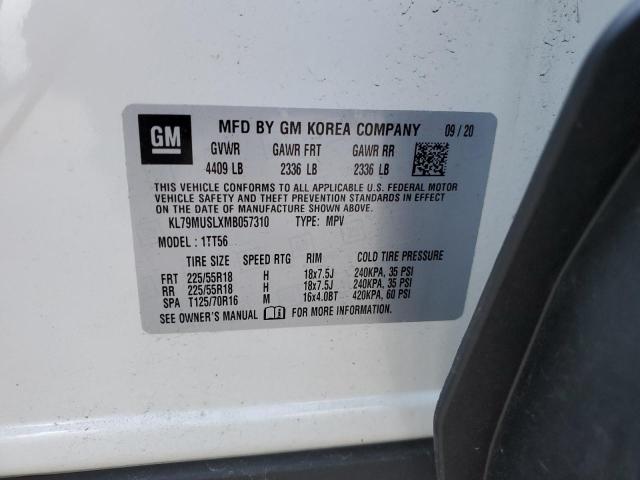 GM
MFD BY GM KOREA COMPANY 09/20
GVWR GAWR FRT GAWR RR
4409 LB 2336 LB 2336 LB
THIS VEHICLE CONFORMS TO ALL APPLICABLE U.S. FEDERAL MOTOR
VEHICLE SAFETY AND THEFT PREVENTION STANDARDS IN EFFECT ON
THE DATE OF MANUFACTURE SHOWN ABOVE.
KL79MUSLXMB057310 TYPE: MPV
MODEL: 1TT56
TIRE SIZE SPEED RTG RIM COLD TIRE PRESSURE
FRT 225/55R18 H 18x7.5J 240KPA, 35 PSI
RR 225/55R18 H 18x7.5J 240KPA, 35 PSI
SPA T125/70R16 M 16x4.0BT 420KPA, 60 PSI
SEE OWNER'S MANUAL FOR MORE INFORMATION.